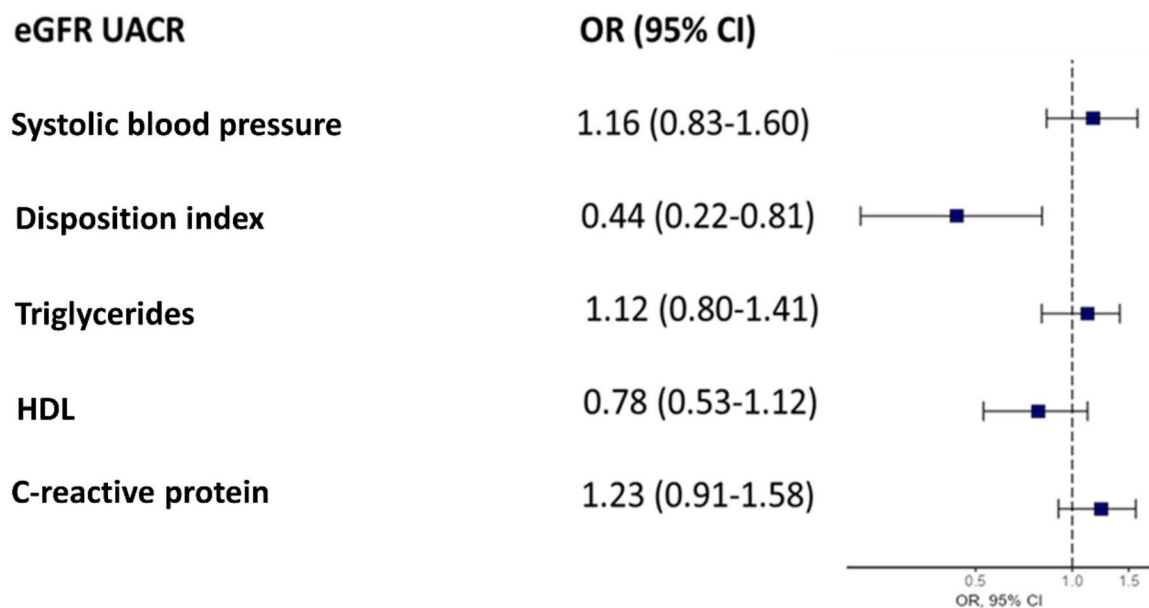 eGFR UACR OR (95% CI)
Systolic blood pressure 1.16 (0.83-1.60)
Disposition index 0.44 (0.22-0.81)
Triglycerides 1.12 (0.80-1.41)
HDL 0.78 (0.53-1.12)
C-reactive protein 1.23 (0.91-1.58)
0.5 1.0 1.5
OR, 95% CI